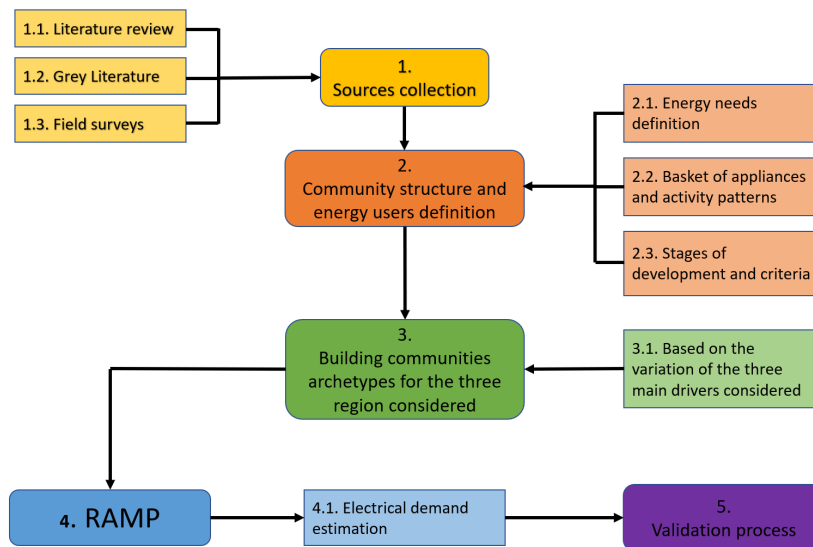 1.1. Literature review
1.2. Grey Literature
1.3. Field surveys
1.
Sources collection
2.
Community structure and
energy users definition
2.1. Energy needs
definition
2.2. Basket of appliances
and activity patterns
2.3. Stages of
development and criteria
3.
Building communities
archetypes for the three
region considered
3.1. Based on the
variation of the three
main drivers considered
4. RAMP
4.1. Electrical demand
estimation
5.
Validation process